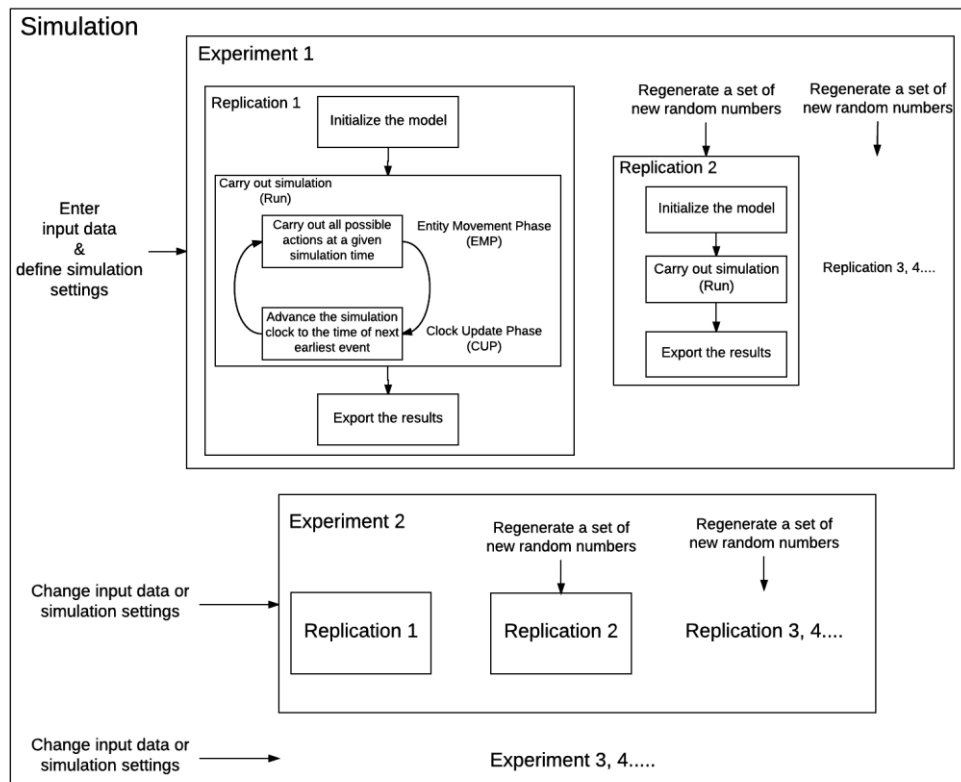 Simulation
Experiment 1
Replication 1
Initialize the model
Carry out simulation
(Run)
Carry out all possible
actions at a given
simulation time
Entity Movement Phase
(EMP)
Advance the simulation
clock to the time of next
earliest event
Clock Update Phase
(CUP)
Export the results
Enter
input data
&
define simulation
settings
Regenerate a set of
new random numbers
Replication 2
Initialize the model
Carry out simulation
(Run)
Export the results
Regenerate a set of
new random numbers
Replication 3, 4....
Change input data or
simulation settings
Experiment 2
Replication 1
Regenerate a set of
new random numbers
Replication 2
Regenerate a set of
new random numbers
Replication 3, 4....
Change input data or
simulation settings
Experiment 3, 4.....